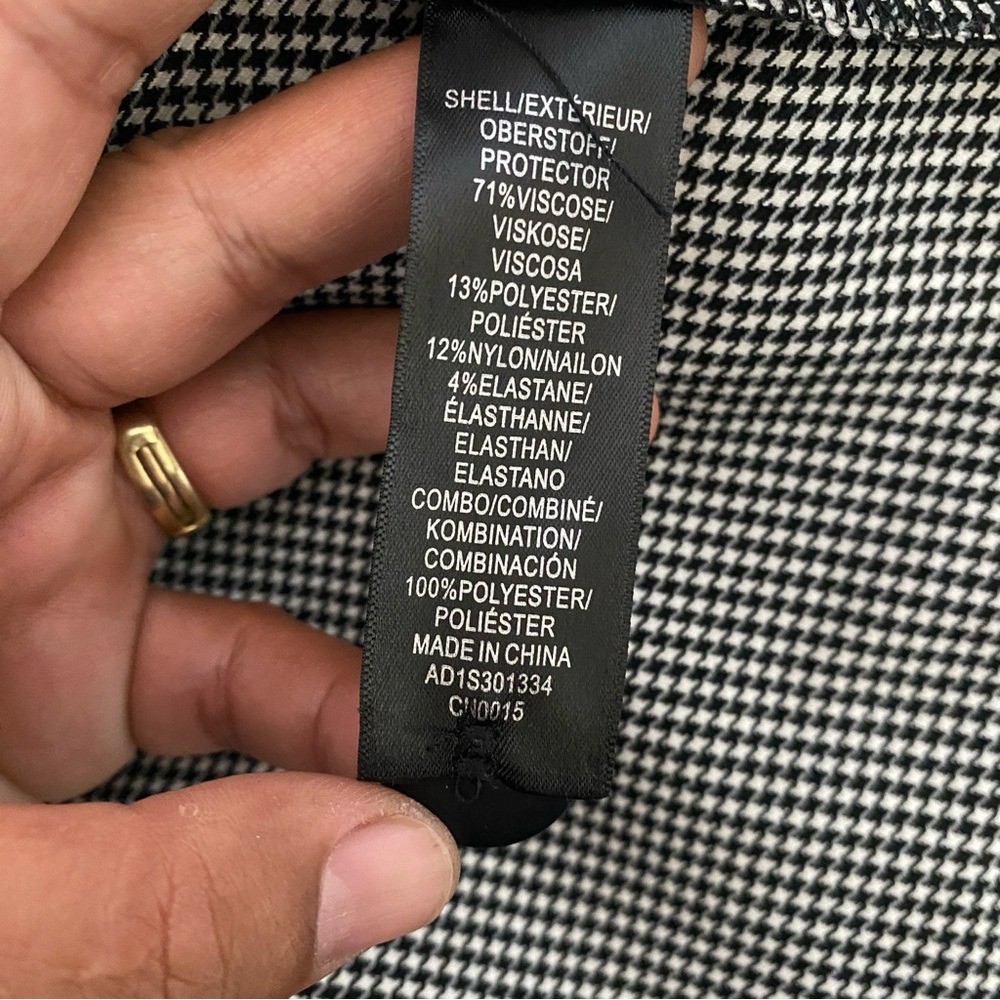 SHELL/EXTÉRIEUR/
OBERSTOFF/
PROTECTOR
71%VISCOSE/
VISKOSE/
VISCOSA
13%POLYESTER/
POLIÉSTER
12%NYLON/NAILON
4%ELASTANE/
ÉLASTHANNE/
ELASTHAN/
ELASTANO
COMBO/COMBINÉ/
KOMBINATION/
COMBINACIÓN
100%POLYESTER/
POLIÉSTER
MADE IN CHINA
AD1S301334
CN0015